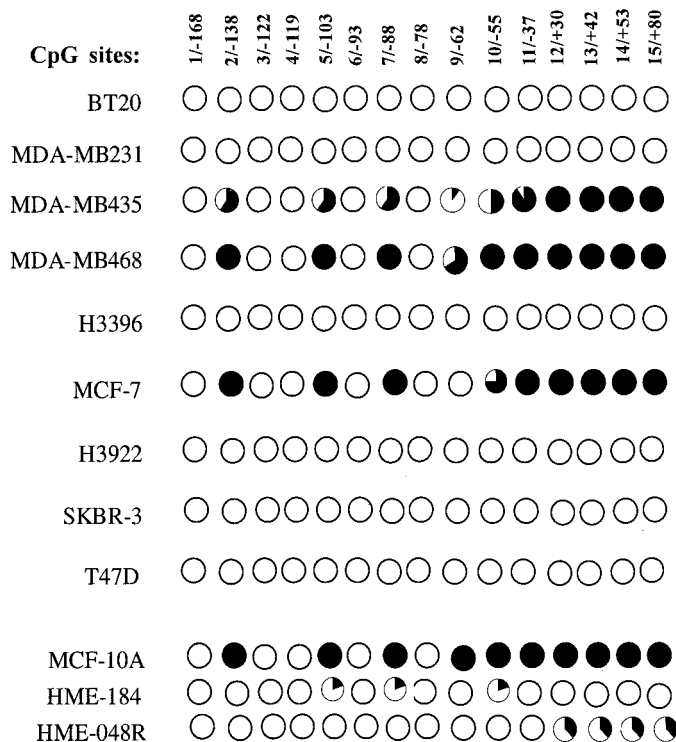 CpG sites: 1/-168 2/-138 3/-122 4/-119 5/-103 6/-93 7/-88 8/-78 9/-62 10/-55 11/-37 12/+30 13/+42 14/+53 15/+80
BT20
MDA-MB231
MDA-MB435
MDA-MB468
H3396
MCF-7
H3922
SKBR-3
T47D
MCF-10A
HME-184
HME-048R